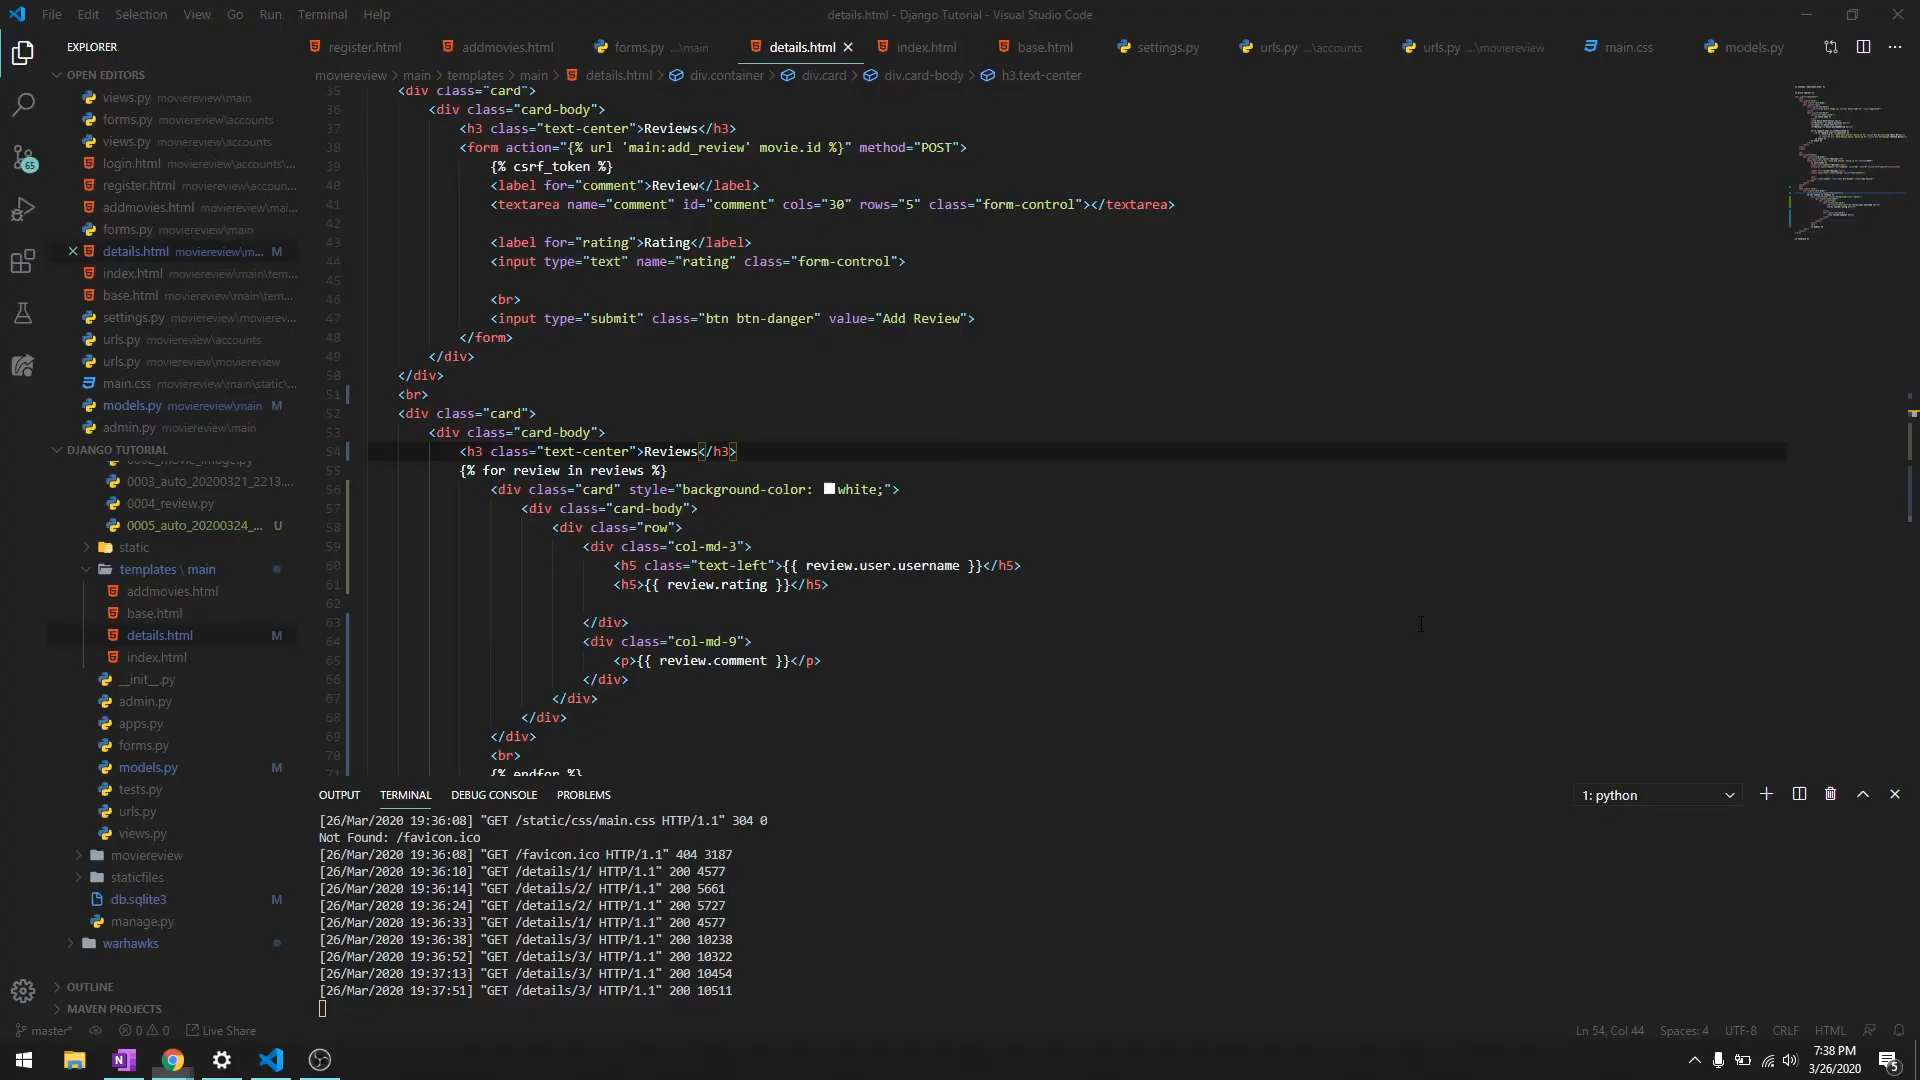 File Edit Selection View Go Run Terminal Help
details.html - Django Tutorial - Visual Studio Code
EXPLORER
register.html addmovies.html forms.py ...\main details.html index.html base.html settings.py urls.py ...\accounts urls.py ...\moviereview main.css models.py
OPEN EDITORS
views.py moviereview\main
forms.py moviereview\accounts
views.py moviereview\accounts
login.html moviereview\accounts\...
register.html moviereview\accoun...
addmovies.html moviereview\mai...
forms.py moviereview\main
details.html moviereview\m... M
index.html moviereview\main\tem...
base.html moviereview\main\tem...
settings.py moviereview\movierev...
urls.py moviereview\accounts
urls.py moviereview\moviereview
main.css moviereview\main\static\...
models.py moviereview\main M
admin.py moviereview\main
65
DJANGO TUTORIAL
0002_movie_image.py
0003_auto_20200321_2213....
0004_review.py
0005_auto_20200324_... U
static
templates \ main
addmovies.html
base.html
details.html M
index.html
__init__.py
admin.py
apps.py
forms.py
models.py M
tests.py
urls.py
views.py
moviereview
staticfiles
db.sqlite3 M
manage.py
warhawks
OUTLINE
MAVEN PROJECTS
moviereview > main > templates > main > details.html > div.container > div.card > div.card-body > h3.text-center
35 <div class="card">
36 <div class="card-body">
37 <h3 class="text-center">Reviews</h3>
38 <form action="{% url 'main:add_review' movie.id %}" method="POST">
39 {% csrf_token %}
40 <label for="comment">Review</label>
41 <textarea name="comment" id="comment" cols="30" rows="5" class="form-control"></textarea>
42
43 <label for="rating">Rating</label>
44 <input type="text" name="rating" class="form-control">
45
46 <br>
47 <input type="submit" class="btn btn-danger" value="Add Review">
48 </form>
49 </div>
50 </div>
51 <br>
52 <div class="card">
53 <div class="card-body">
54 <h3 class="text-center">Reviews</h3>
55 {% for review in reviews %}
56 <div class="card" style="background-color: white;">
57 <div class="card-body">
58 <div class="row">
59 <div class="col-md-3">
60 <h5 class="text-left">{{ review.user.username }}</h5>
61 <h5>{{ review.rating }}</h5>
62
63 </div>
64 <div class="col-md-9">
65 <p>{{ review.comment }}</p>
66 </div>
67 </div>
68 </div>
69 </div>
70 <br>
71 {% endfor %}
OUTPUT TERMINAL DEBUG CONSOLE PROBLEMS
1: python
[26/Mar/2020 19:36:08] "GET /static/css/main.css HTTP/1.1" 304 0
Not Found: /favicon.ico
[26/Mar/2020 19:36:08] "GET /favicon.ico HTTP/1.1" 404 3187
[26/Mar/2020 19:36:10] "GET /details/1/ HTTP/1.1" 200 4577
[26/Mar/2020 19:36:14] "GET /details/2/ HTTP/1.1" 200 5661
[26/Mar/2020 19:36:24] "GET /details/2/ HTTP/1.1" 200 5727
[26/Mar/2020 19:36:33] "GET /details/1/ HTTP/1.1" 200 4577
[26/Mar/2020 19:36:38] "GET /details/3/ HTTP/1.1" 200 10238
[26/Mar/2020 19:36:52] "GET /details/3/ HTTP/1.1" 200 10322
[26/Mar/2020 19:37:13] "GET /details/3/ HTTP/1.1" 200 10454
[26/Mar/2020 19:37:51] "GET /details/3/ HTTP/1.1" 200 10511
master* 0 0 Live Share
Ln 54, Col 44 Spaces: 4 UTF-8 CRLF HTML
7:38 PM
3/26/2020
5